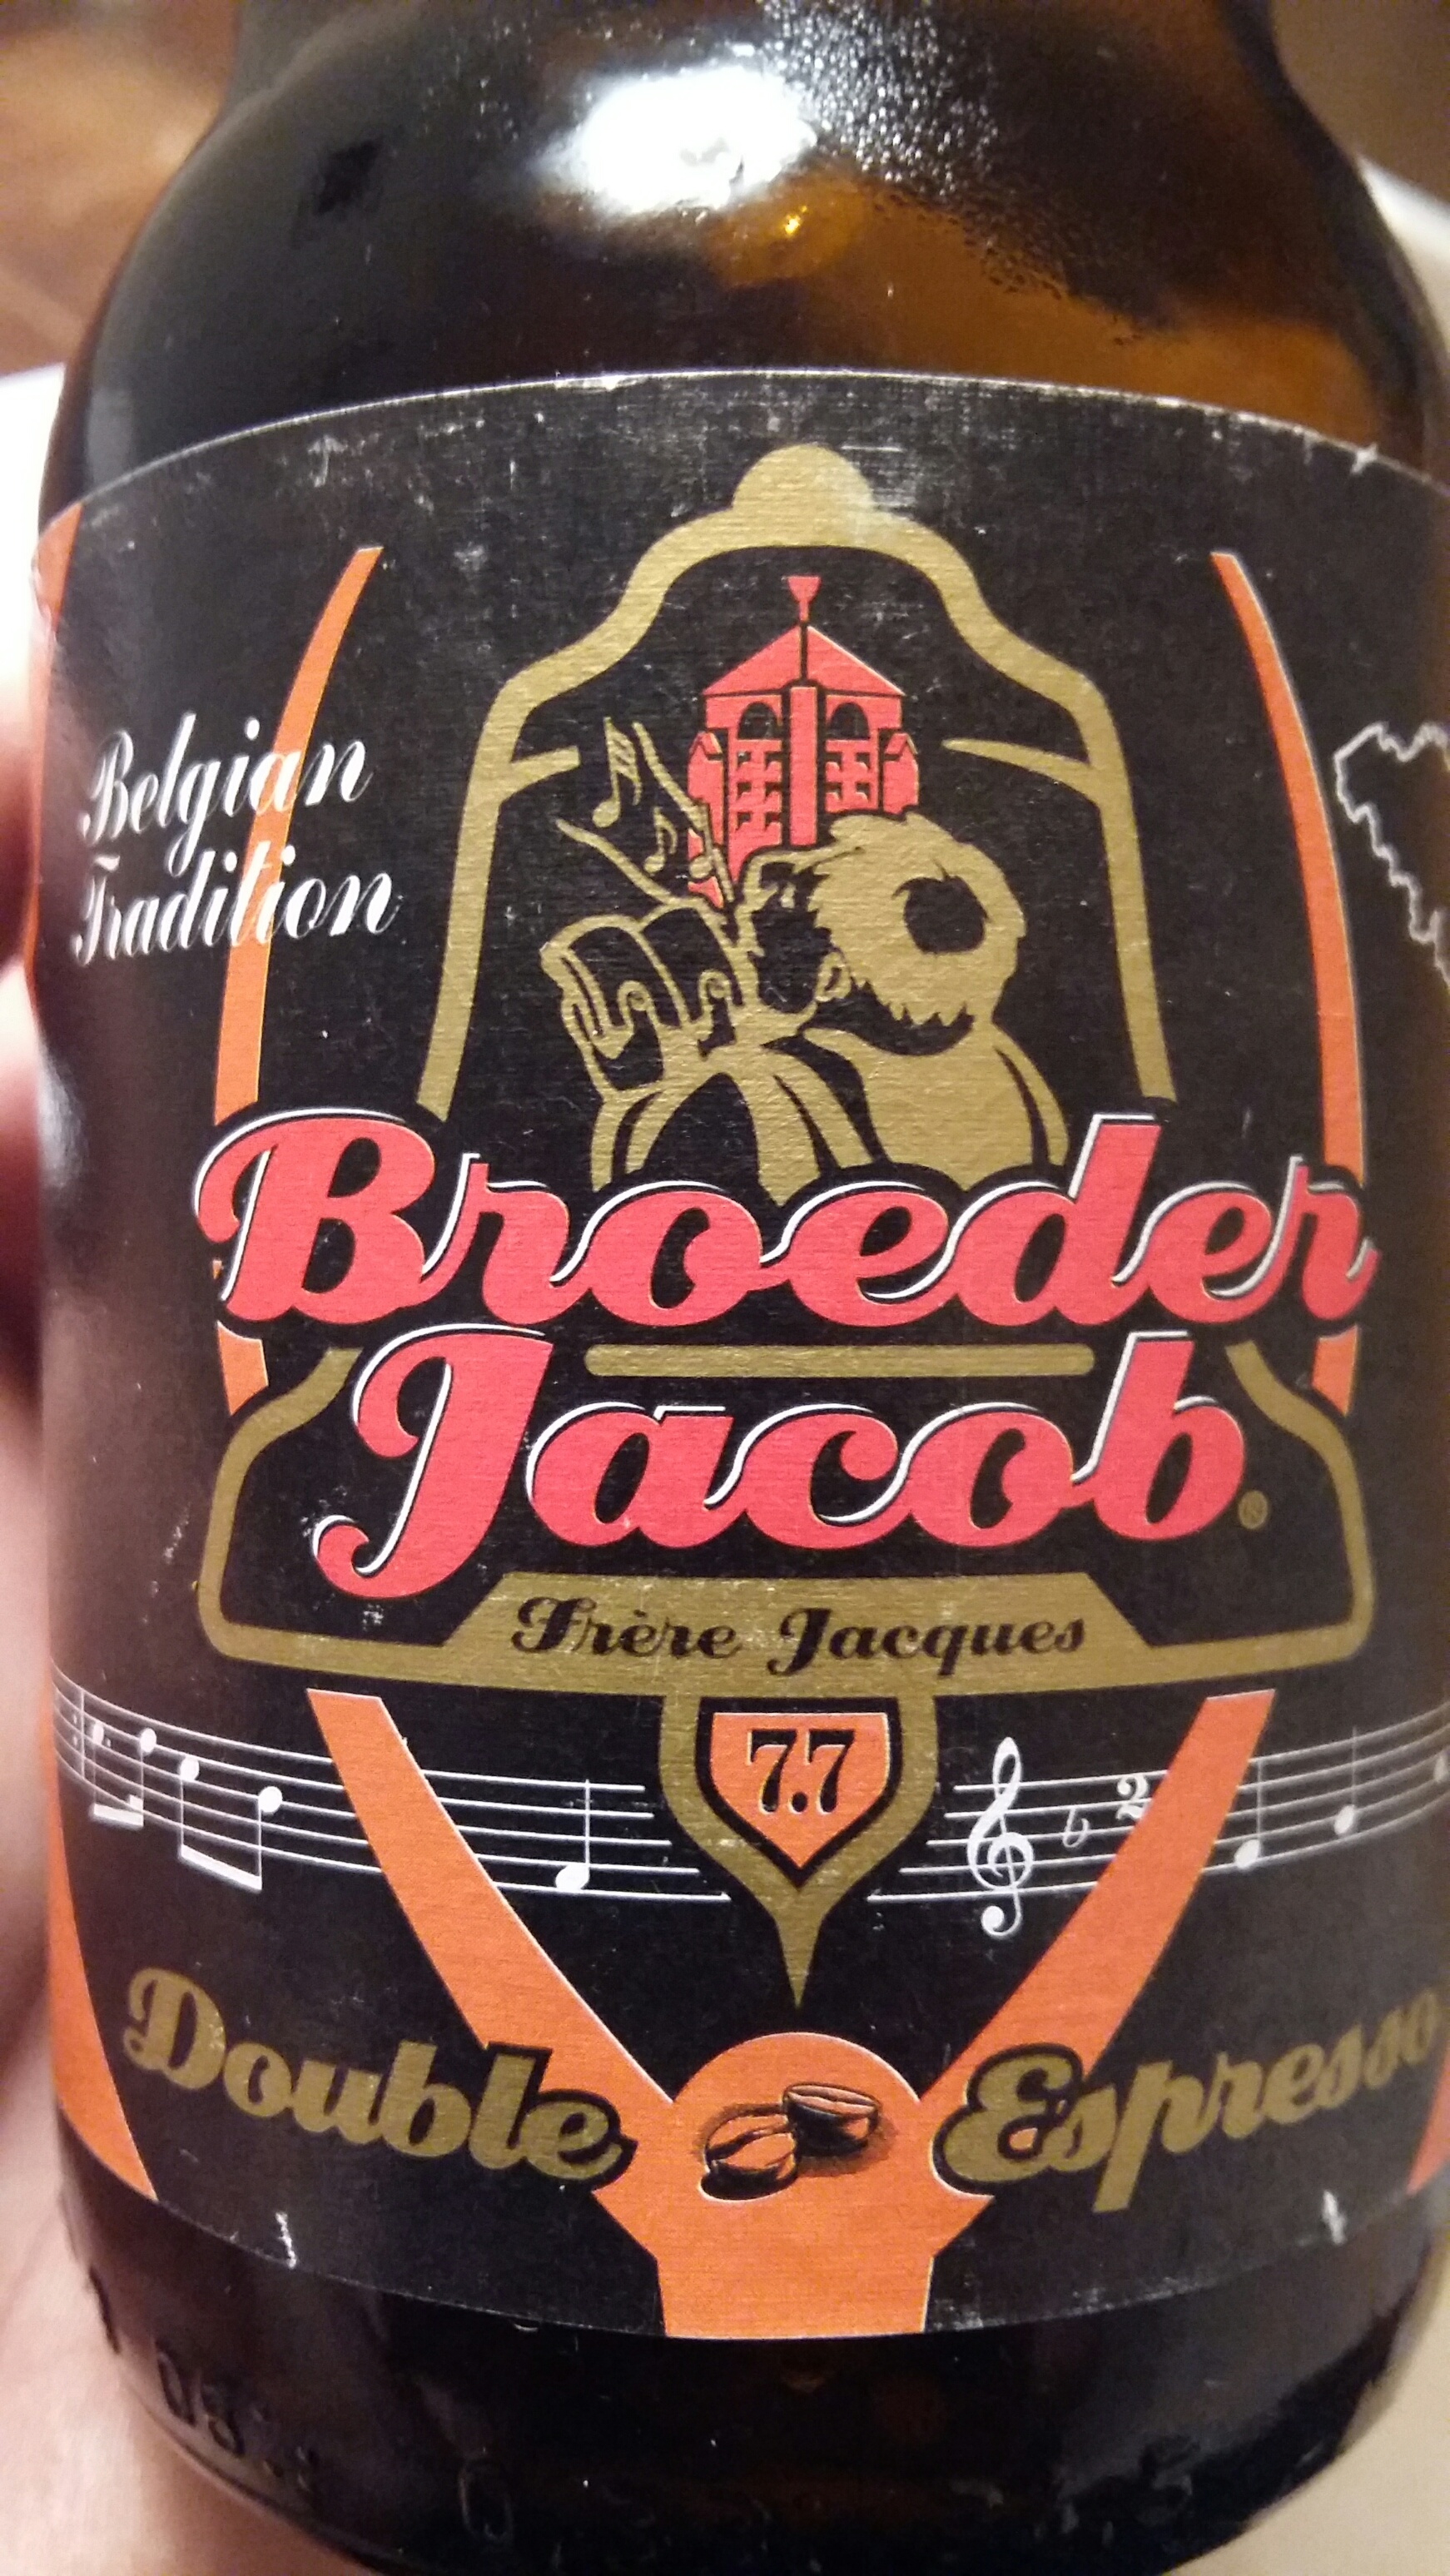 Belgian
Tradition
Broeder
Jacob®
Frère Jacques
7.7
Double Espresso